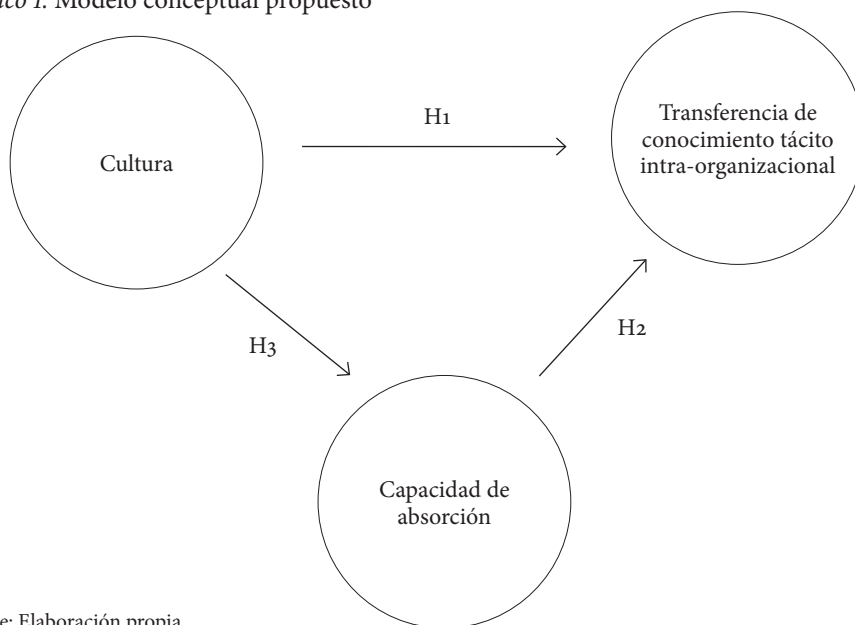 1. Modelo conceptual propuesto
H1
Transferencia de
conocimiento tácito
intra-organizacional
Cultura
H2
H3
Capacidad de
absorción
Elaboración propia